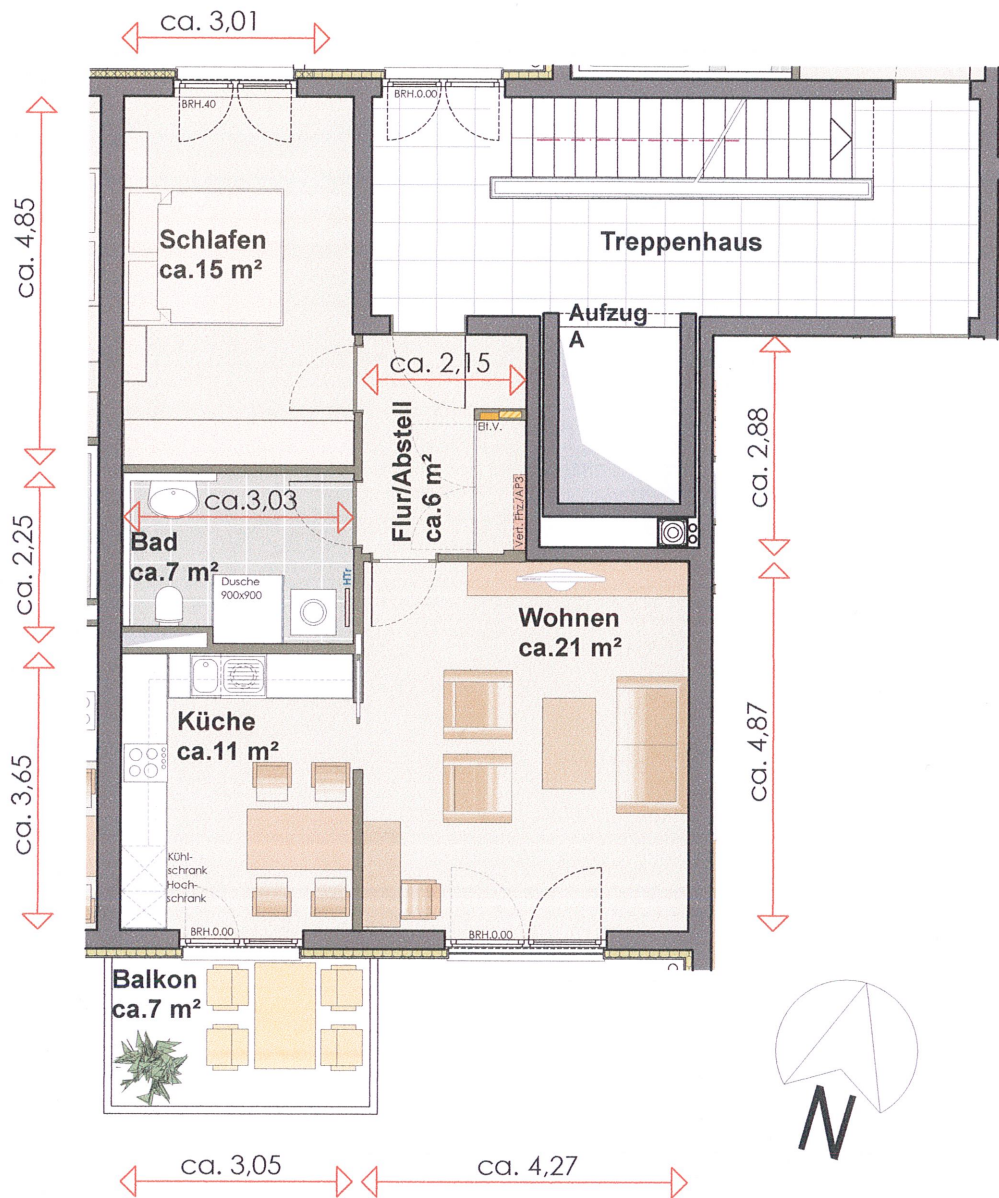 ca. 3,01
BRH.40
BRH.0.00
ca. 4,85
Schlafen
ca.15 m²
Treppenhaus
Aufzug
A
ca. 2,15
Elt.V.
Flur/Abstell
ca.6 m²
ca. 2,88
ca.3,03
Bad
ca.7 m²
ca. 2,25
Dusche
900x900
HTr
Wohnen
ca.21 m²
Küche
ca.11 m²
ca. 3,65
ca. 4,87
Kühl-
schrank
Hoch-
schrank
BRH.0.00
BRH.0.00
Balkon
ca.7 m²
N
ca. 3,05
ca. 4,27